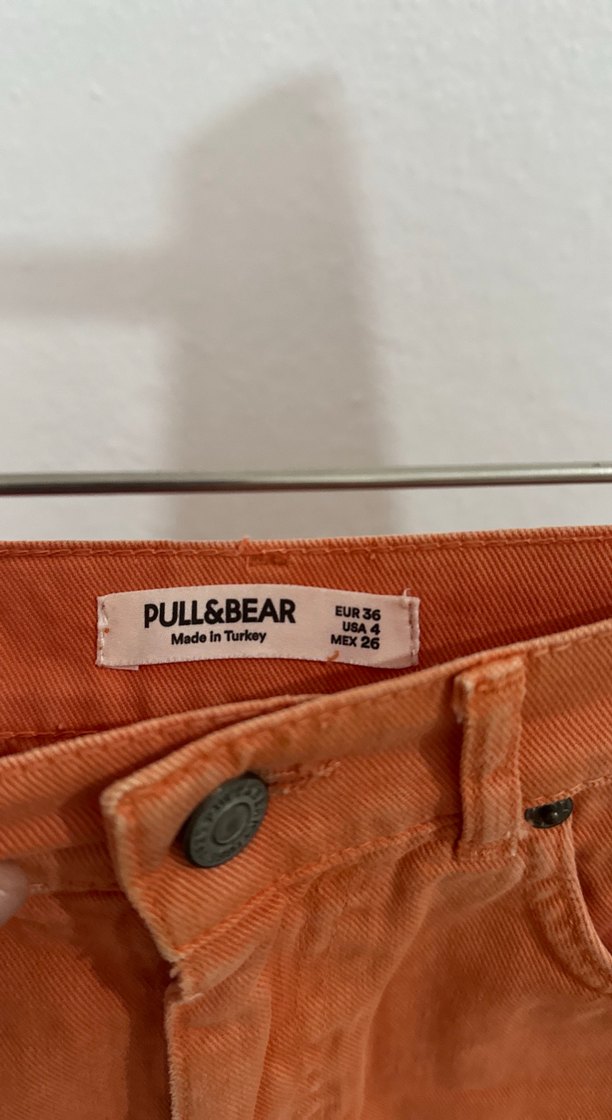 PULL&BEAR
Made in Turkey
EUR 36
USA 4
MEX 26